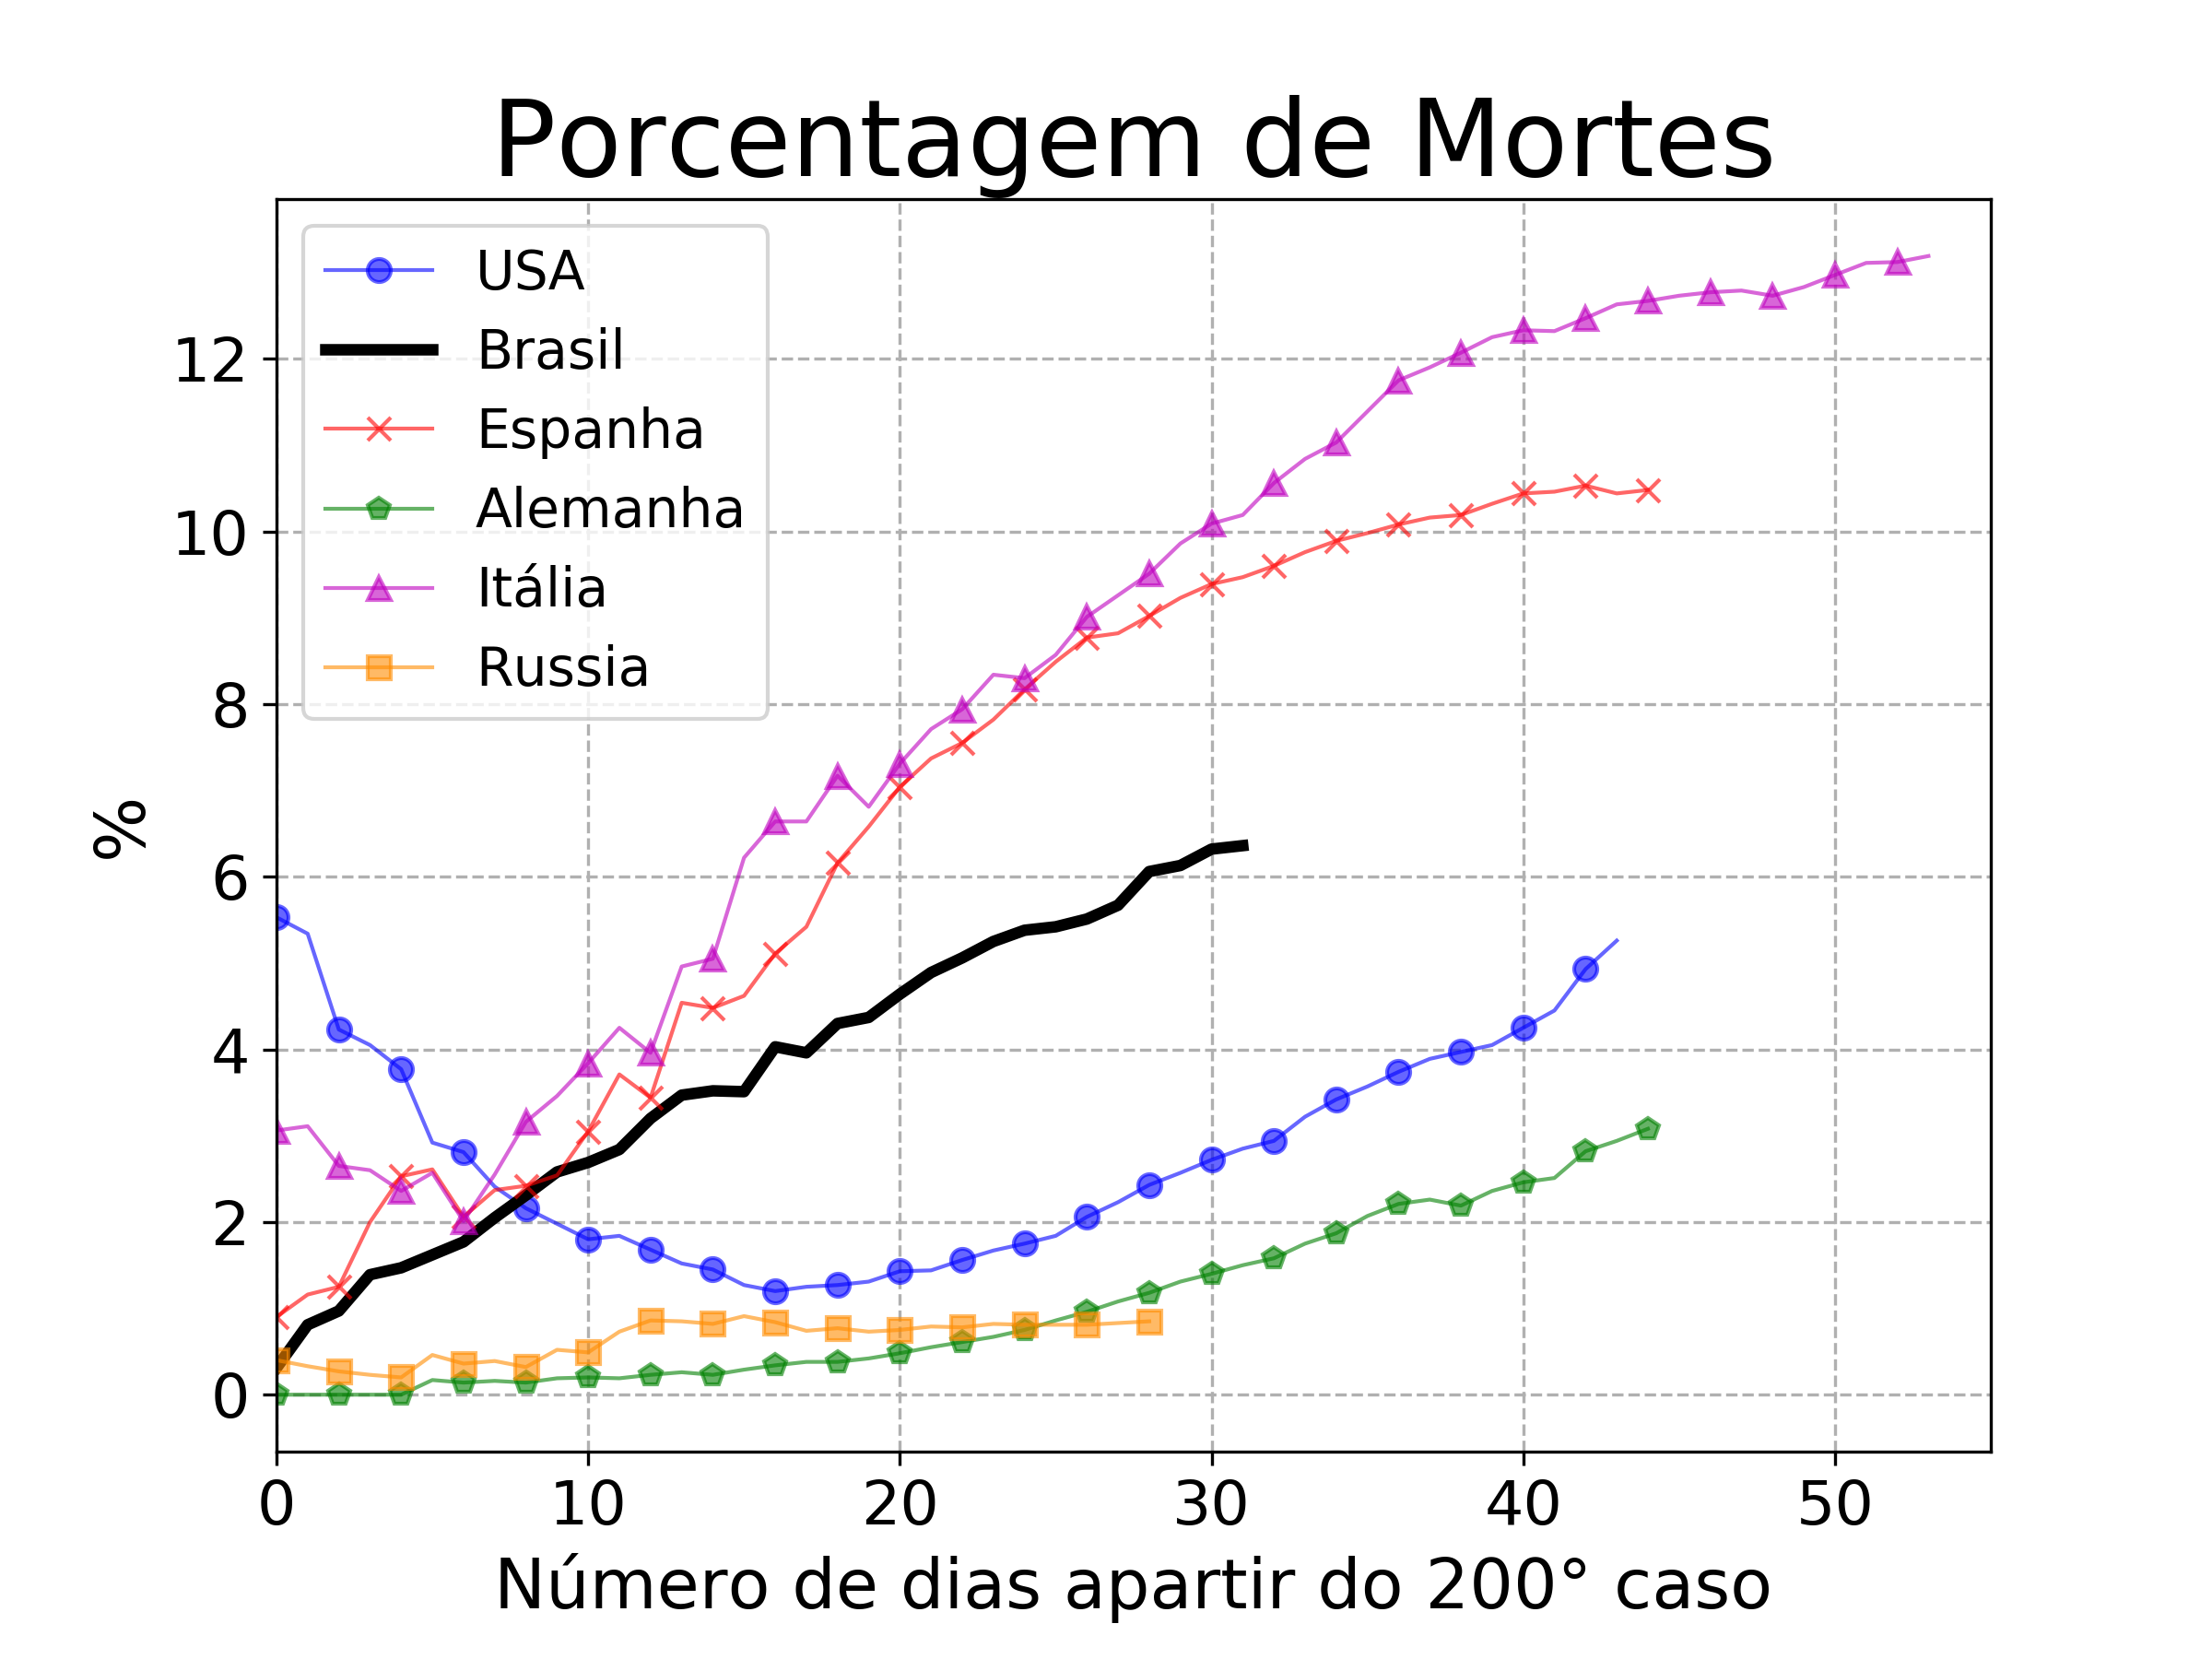 Porcentagem de Mortes
USA
Brasil
Espanha
Alemanha
Itália
Russia
12
10
8
6
4
2
0
%
0 10 20 30 40 50
Número de dias apartir do 200° caso